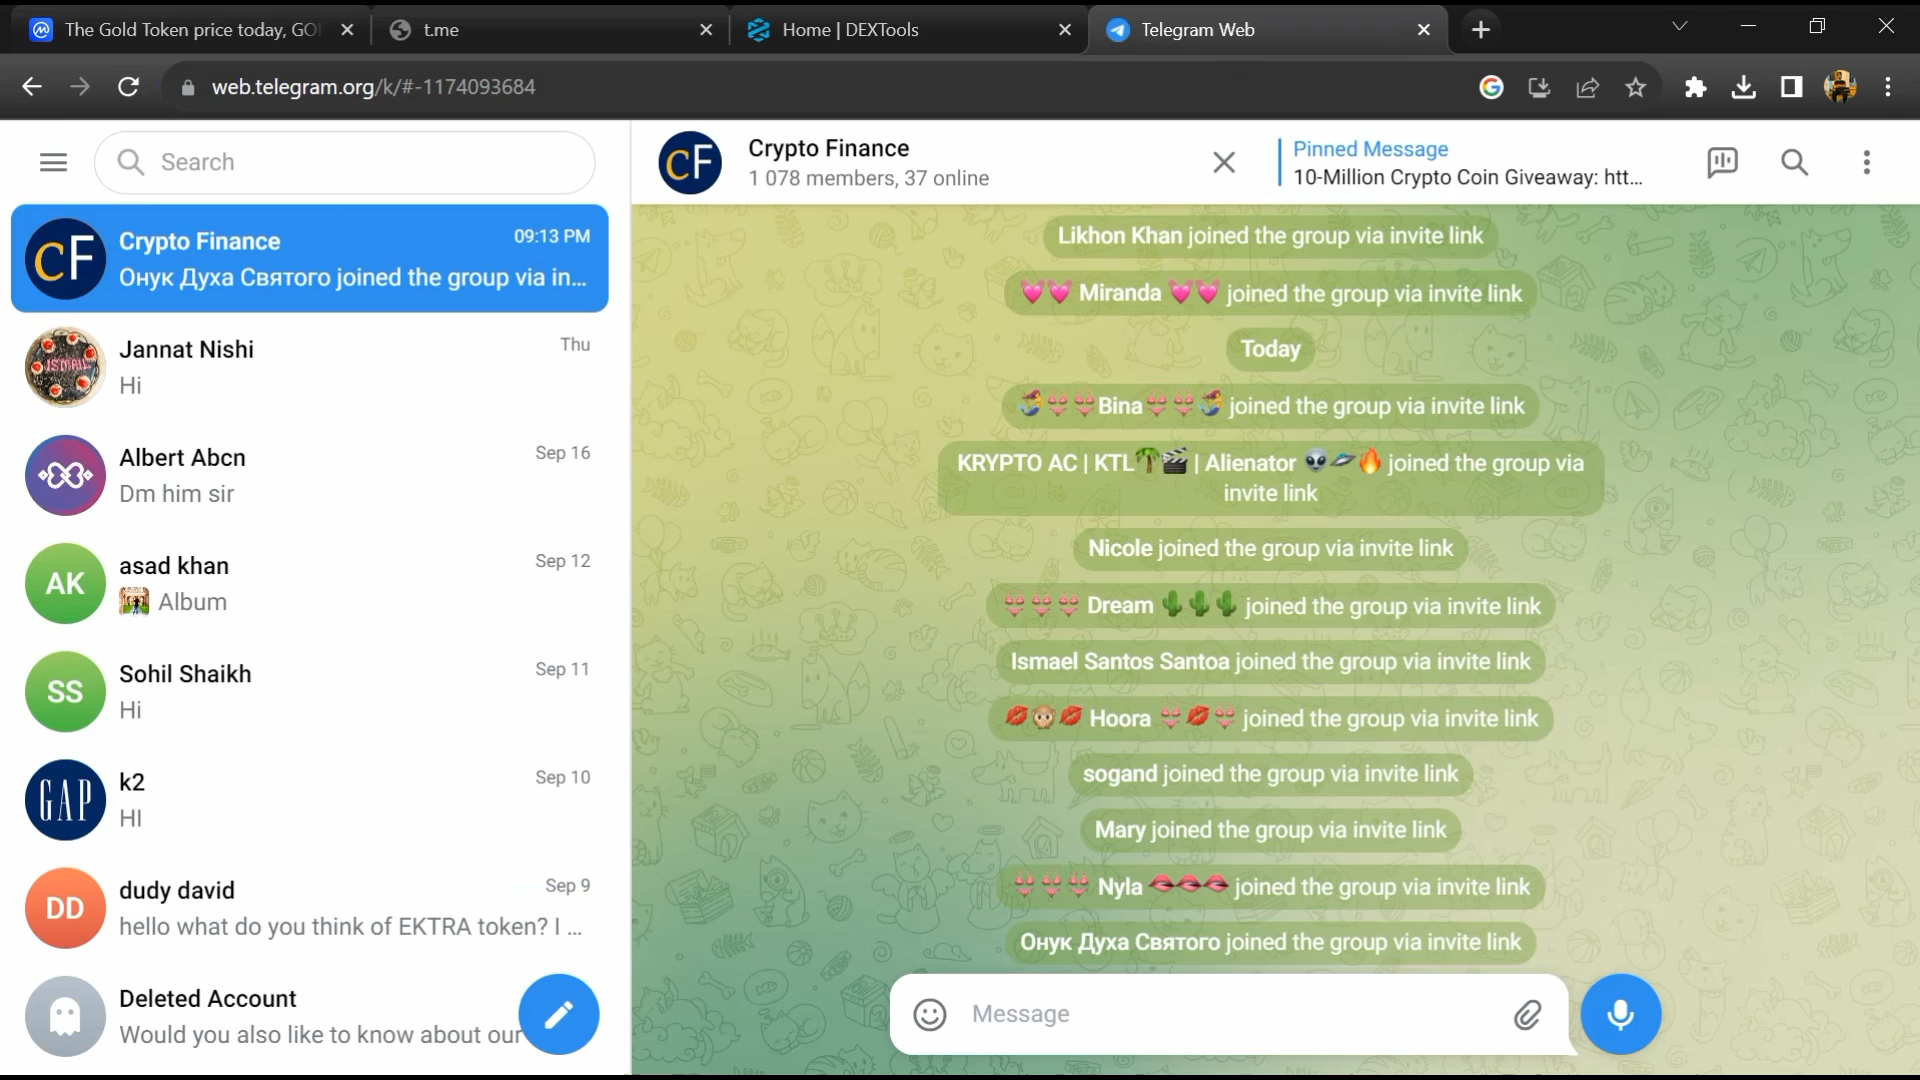 The Gold Token price today, GO
t.me
Home | DEXTools
Telegram Web
web.telegram.org/k/#-1174093684
Search
Crypto Finance
09:13 PM
Онук Духа Святого joined the group via in...
Jannat Nishi
Thu
Hi
Albert Abcn
Sep 16
Dm him sir
AK
asad khan
Sep 12
Album
SS
Sohil Shaikh
Sep 11
Hi
GAP
k2
Sep 10
HI
DD
dudy david
Sep 9
hello what do you think of EKTRA token? I ...
Deleted Account
Would you also like to know about our
CF
Crypto Finance
1 078 members, 37 online
Pinned Message
10-Million Crypto Coin Giveaway: htt...
Likhon Khan joined the group via invite link
💓💓 Miranda 💓💓 joined the group via invite link
Today
🧜‍♀️👙👙Bina👙👙🧜‍♀️ joined the group via invite link
KRYPTO AC | KTL🌴🎬 | Alienator 👽🛸🔥 joined the group via
invite link
Nicole joined the group via invite link
👙👙👙 Dream 🌵🌵🌵 joined the group via invite link
Ismael Santos Santoa joined the group via invite link
💋🐵💋 Hoora 👙💋👙 joined the group via invite link
sogand joined the group via invite link
Mary joined the group via invite link
👙👙👙 Nyla 👄👄👄 joined the group via invite link
Онук Духа Святого joined the group via invite link
Message